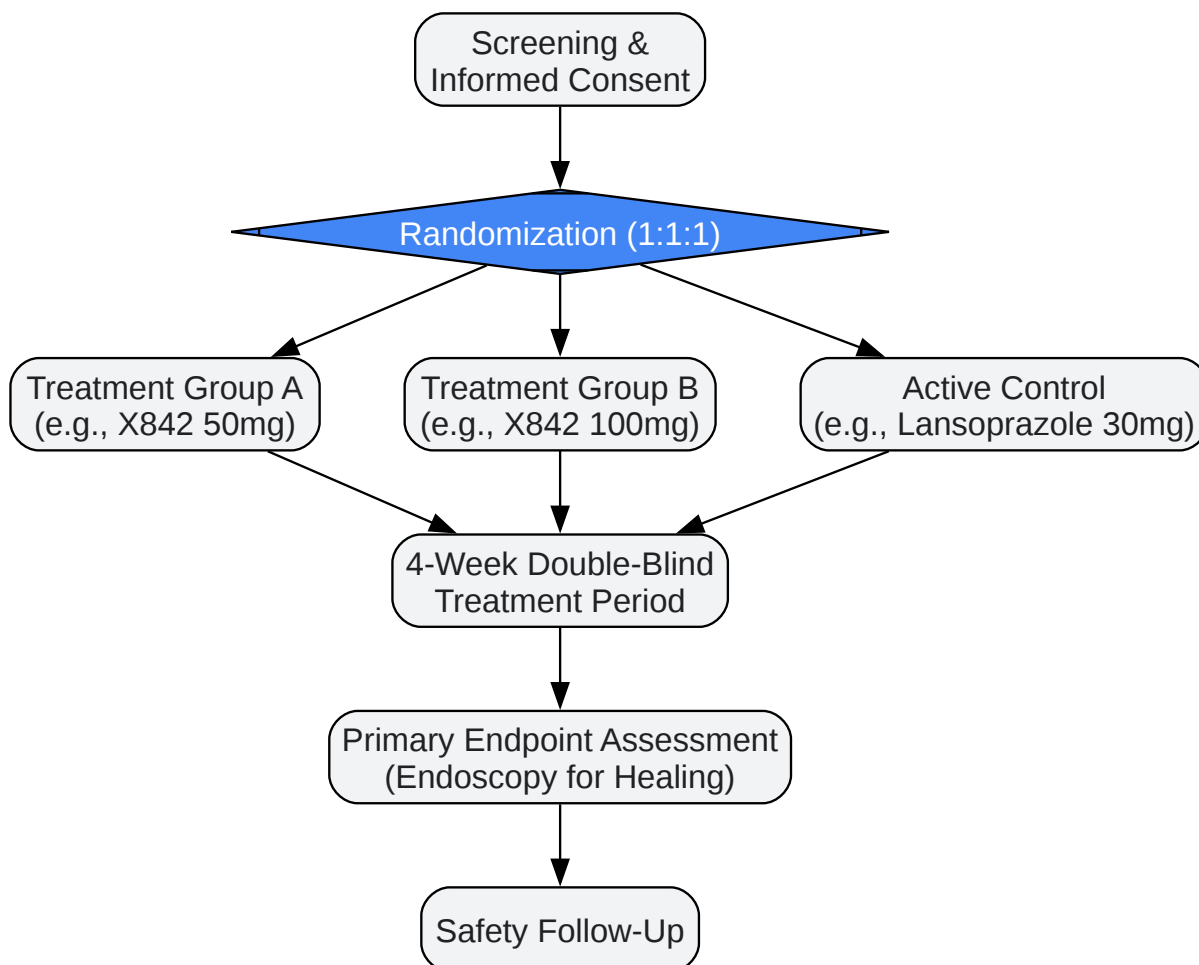 Screening &
Informed Consent
Randomization (1:1:1)
Treatment Group A
(e.g., X842 50mg)
Treatment Group B
(e.g., X842 100mg)
Active Control
(e.g., Lansoprazole 30mg)
4-Week Double-Blind
Treatment Period
Primary Endpoint Assessment
(Endoscopy for Healing)
Safety Follow-Up